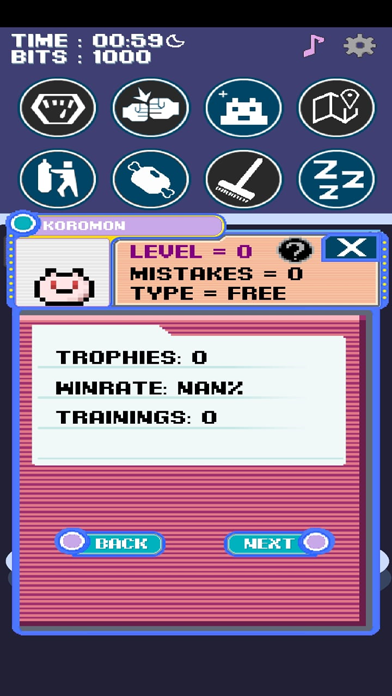 TIME : 00:59
BITS : 1000
ZZZ
KOROMON
LEVEL = 0
?
X
MISTAKES = 0
TYPE = FREE
TROPHIES: 0
WINRATE: NAN%
TRAININGS: 0
BACK
NEXT